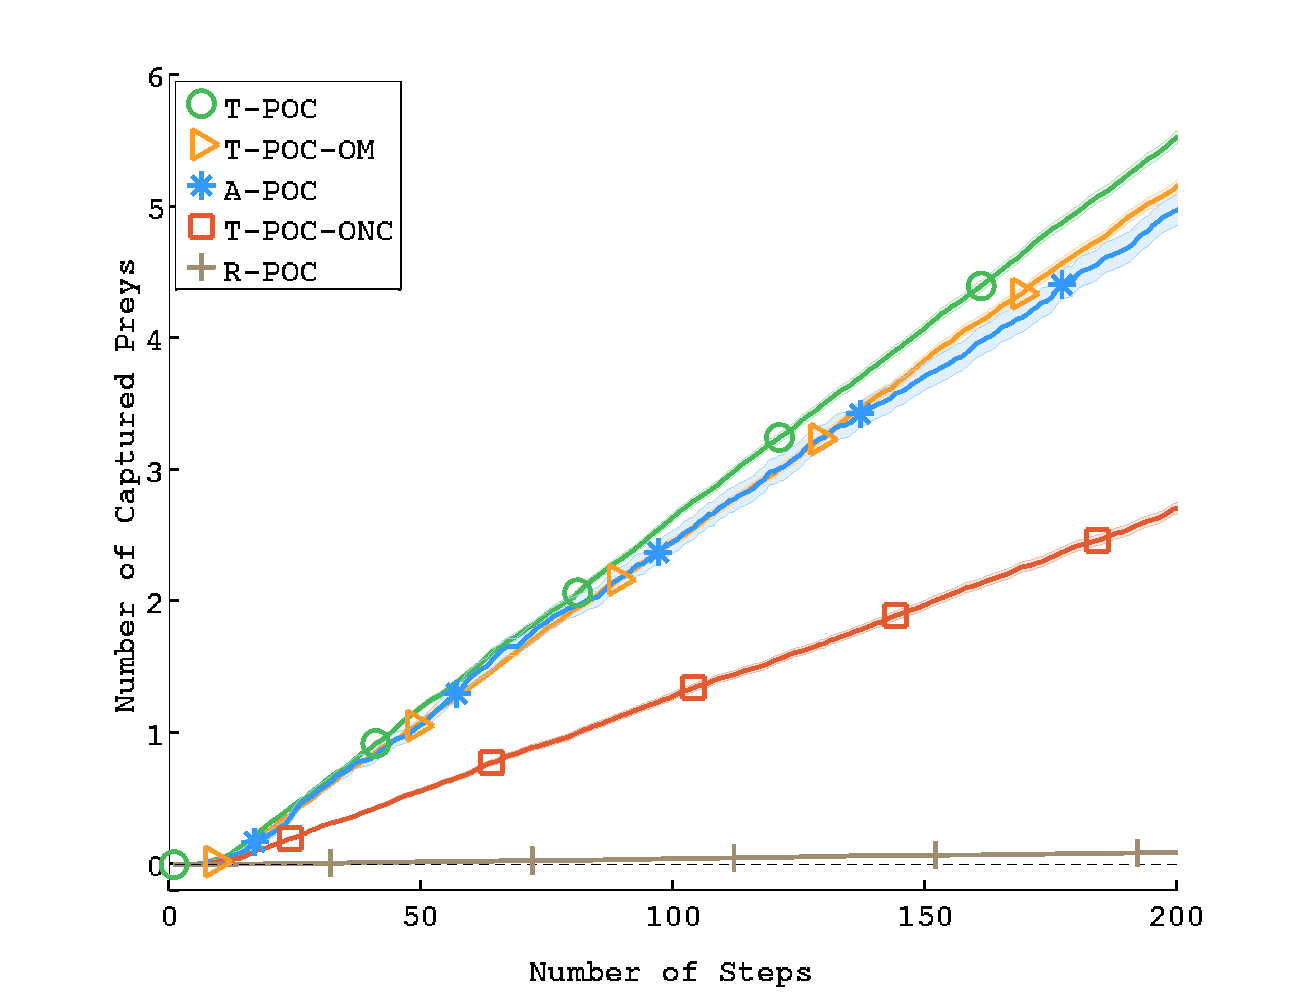 6
5
4
3
2
1
0
T-POC
T-POC-OM
A-POC
T-POC-ONC
R-POC
Number of Captured Preys
0 50 100 150 200
Number of Steps